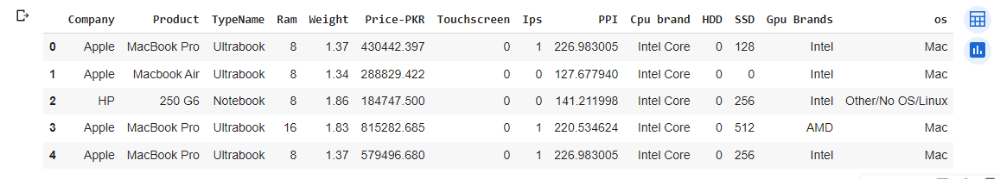 Company Product TypeName Ram Weight Price-PKR Touchscreen Ips PPI Cpu brand HDD SSD Gpu Brands os
0 Apple MacBook Pro Ultrabook 8 1.37 430442.397 0 1 226.983005 Intel Core 0 128 Intel Mac
1 Apple Macbook Air Ultrabook 8 1.34 288829.422 0 0 127.677940 Intel Core 0 0 Intel Mac
2 HP 250 G6 Notebook 8 1.86 184747.500 0 0 141.211998 Intel Core 0 256 Intel Other/No OS/Linux
3 Apple MacBook Pro Ultrabook 16 1.83 815282.685 0 1 220.534624 Intel Core 0 512 AMD Mac
4 Apple MacBook Pro Ultrabook 8 1.37 579496.680 0 1 226.983005 Intel Core 0 256 Intel Mac